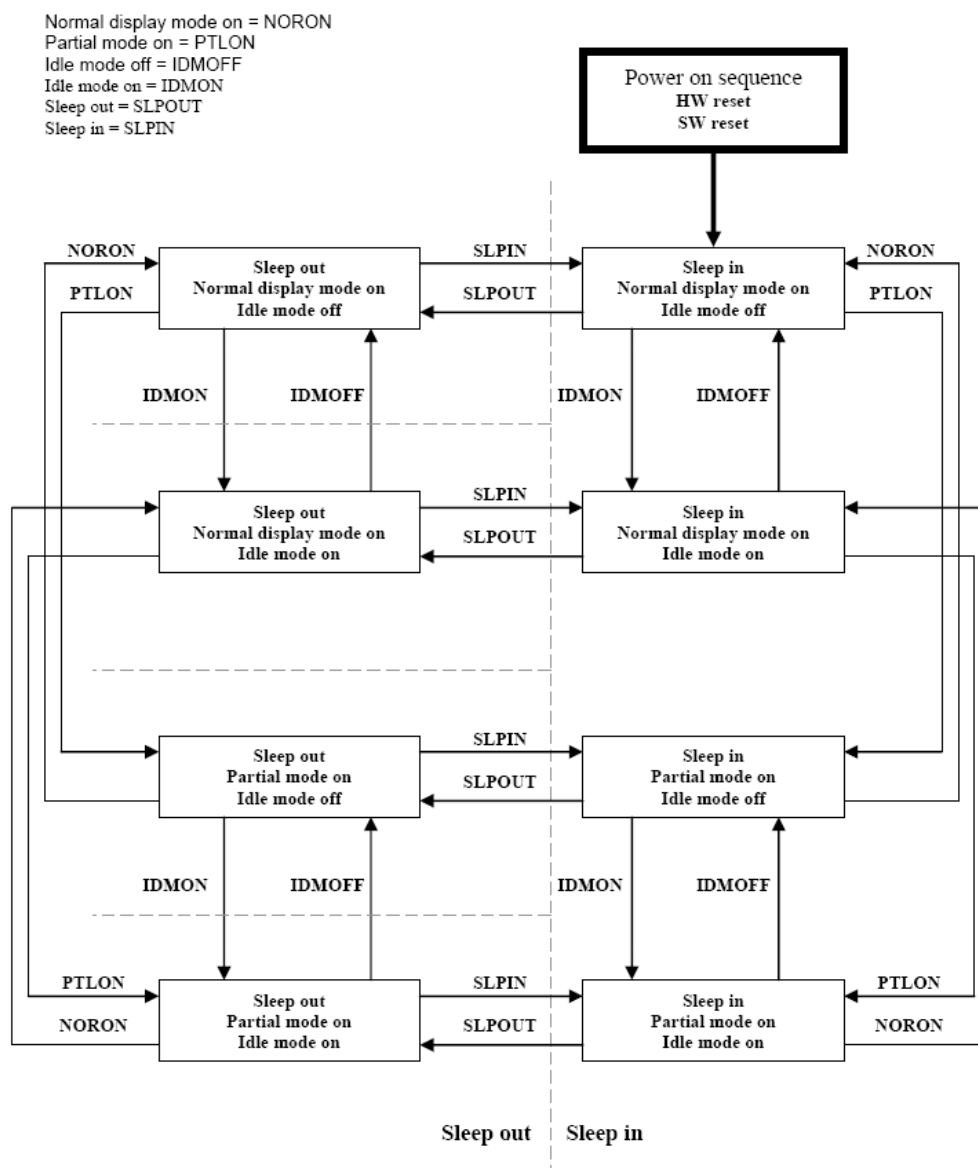 Normal display mode on = NORON
Partial mode on = PTLON
Idle mode off = IDMOFF
Idle mode on = IDMON
Sleep out = SLPOUT
Sleep in = SLPIN
Power on sequence
HW reset
SW reset
NORON
Sleep out
Normal display mode on
Idle mode off
SLPIN
Sleep in
Normal display mode on
Idle mode off
NORON
PTLON
SLPOUT
PTLON
IDMON
IDMOFF
IDMON
IDMOFF
Sleep out
Normal display mode on
Idle mode on
SLPIN
SLPOUT
Sleep in
Normal display mode on
Idle mode on
Sleep out
Partial mode on
Idle mode off
SLPIN
SLPOUT
Sleep in
Partial mode on
Idle mode off
IDMON
IDMOFF
IDMON
IDMOFF
PTLON
NORON
Sleep out
Partial mode on
Idle mode on
SLPIN
SLPOUT
Sleep in
Partial mode on
Idle mode on
PTLON
NORON
Sleep out
Sleep in